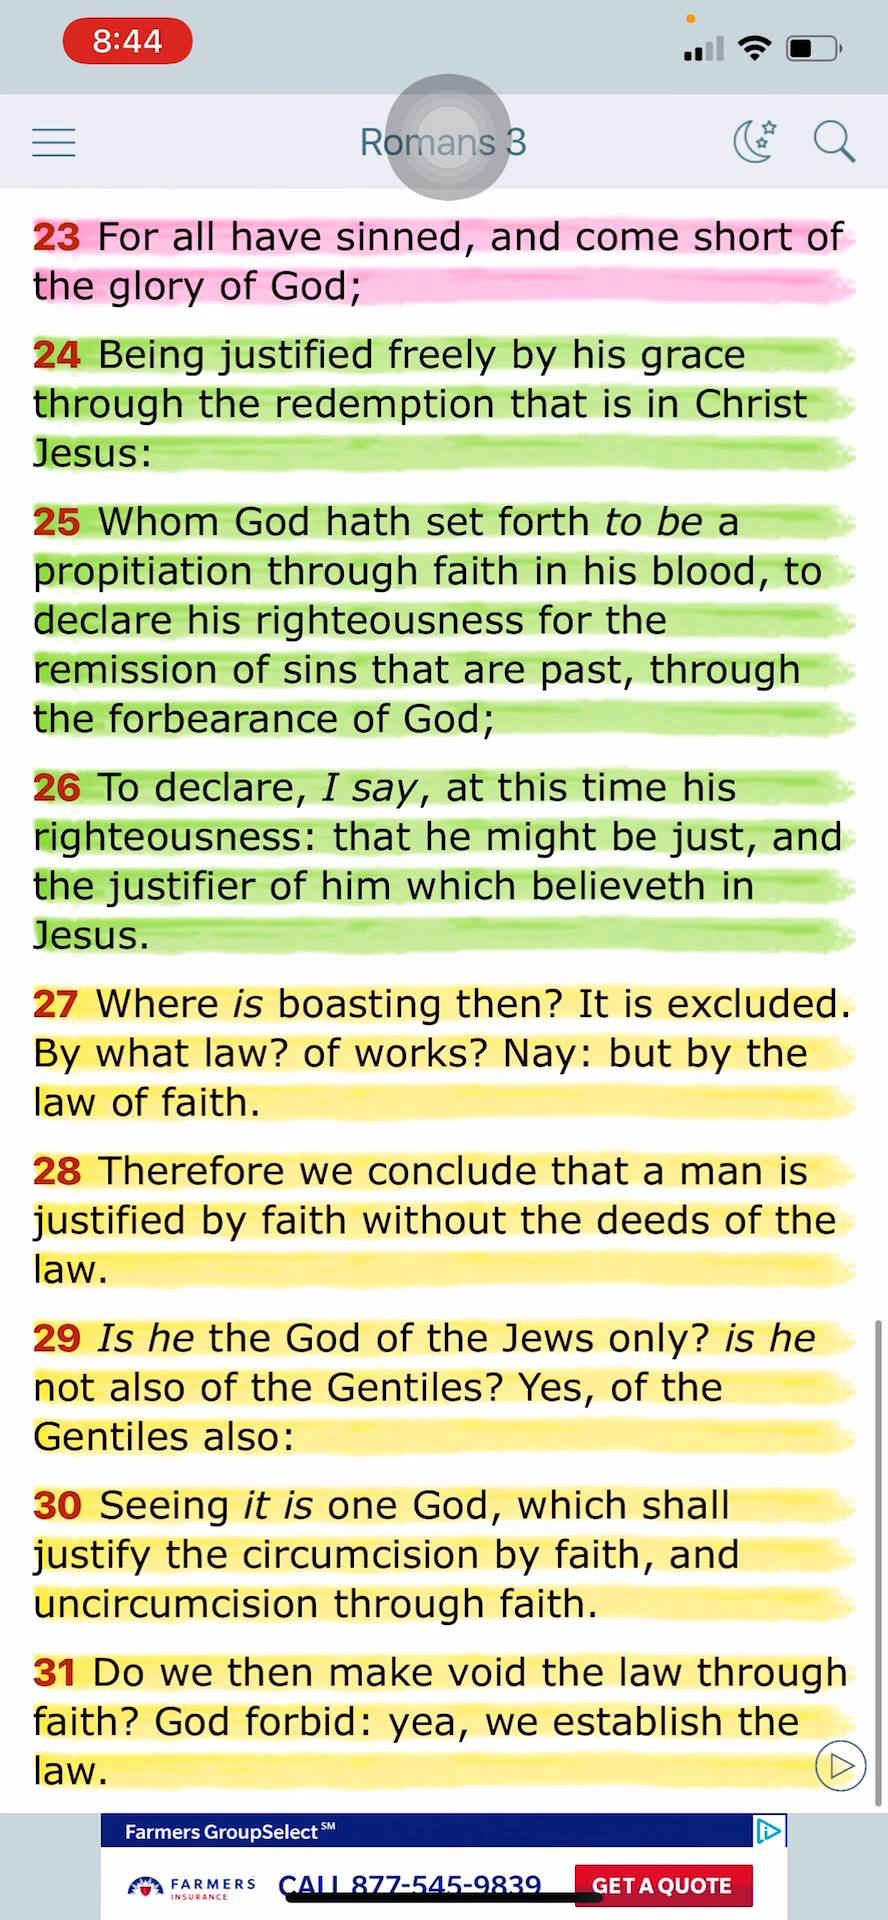 8:44
Romans 3
23 For all have sinned, and come short of
the glory of God;
24 Being justified freely by his grace
through the redemption that is in Christ
Jesus:
25 Whom God hath set forth to be a
propitiation through faith in his blood, to
declare his righteousness for the
remission of sins that are past, through
the forbearance of God;
26 To declare, I say, at this time his
righteousness: that he might be just, and
the justifier of him which believeth in
Jesus.
27 Where is boasting then? It is excluded.
By what law? of works? Nay: but by the
law of faith.
28 Therefore we conclude that a man is
justified by faith without the deeds of the
law.
29 Is he the God of the Jews only? is he
not also of the Gentiles? Yes, of the
Gentiles also:
30 Seeing it is one God, which shall
justify the circumcision by faith, and
uncircumcision through faith.
31 Do we then make void the law through
faith? God forbid: yea, we establish the
law.
Farmers GroupSelect℠
FARMERS
INSURANCE
CALL 877-545-9839
GET A QUOTE